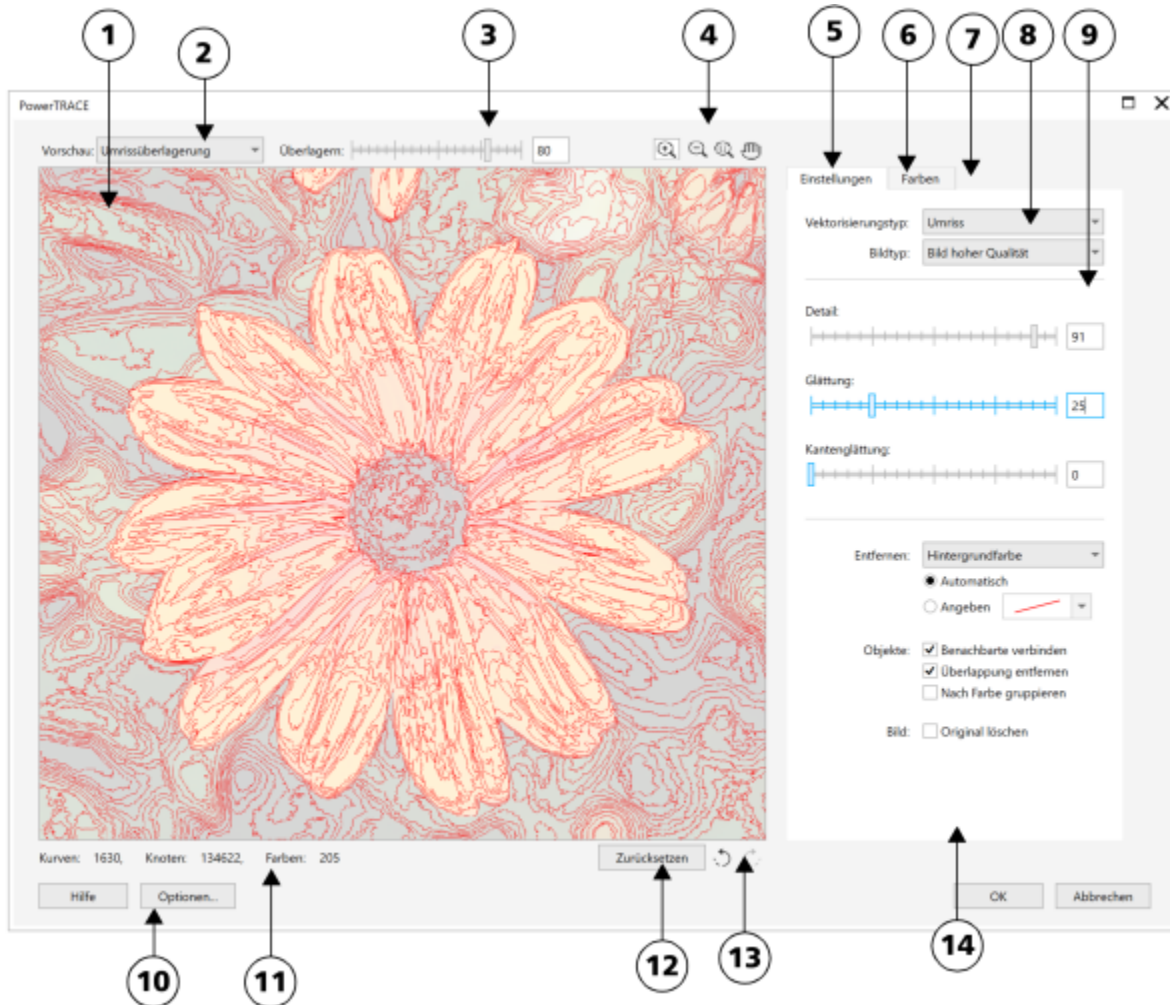 1 2 3 4 5 6 7 8 9
PowerTRACE
Vorschau: Umrissüberlagerung Überlagern: 80
Einstellungen Farben
Vektorisierungstyp: Umriss
Bildtyp: Bild hoher Qualität
Detail:
91
Glättung:
25
Kantenglättung:
0
Entfernen: Hintergrundfarbe
Automatisch
Angeben
Objekte: Benachbarte verbinden
Überlappung entfernen
Nach Farbe gruppieren
Bild: Original löschen
Kurven: 1630, Knoten: 134622, Farben: 205 Zurücksetzen
Hilfe Optionen... OK Abbrechen
10 11 12 13 14